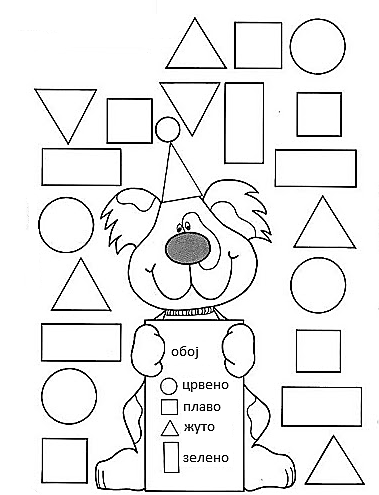 обој
црвено
плаво
жуто
зелено